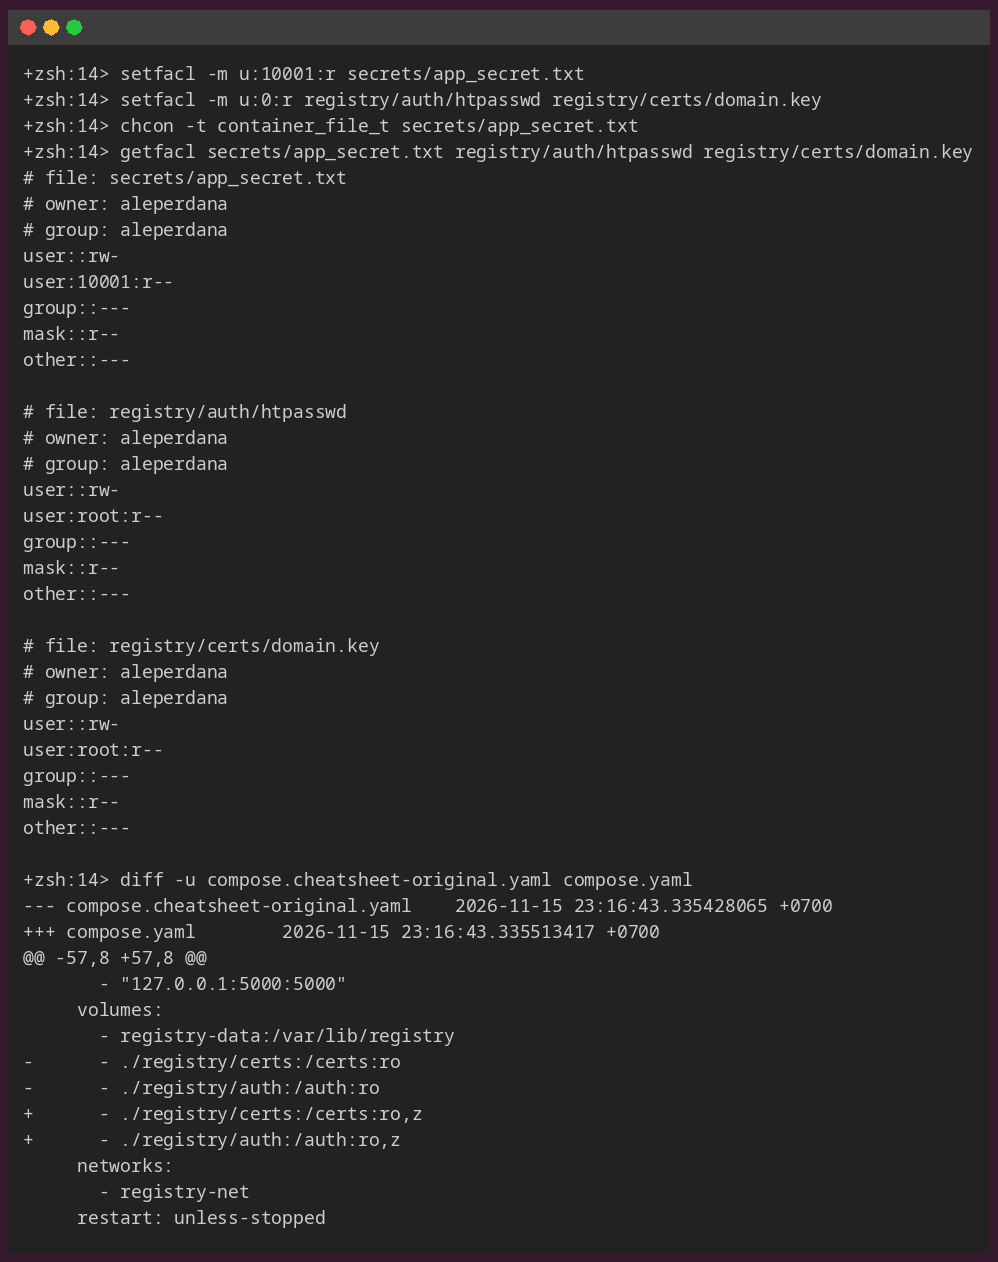 +zsh:14> setfacl -m u:10001:r secrets/app_secret.txt
+zsh:14> setfacl -m u:0:r registry/auth/htpasswd registry/certs/domain.key
+zsh:14> chcon -t container_file_t secrets/app_secret.txt
+zsh:14> getfacl secrets/app_secret.txt registry/auth/htpasswd registry/certs/domain.key
# file: secrets/app_secret.txt
# owner: aleperdana
# group: aleperdana
user::rw-
user:10001:r--
group::---
mask::r--
other::---

# file: registry/auth/htpasswd
# owner: aleperdana
# group: aleperdana
user::rw-
user:root:r--
group::---
mask::r--
other::---

# file: registry/certs/domain.key
# owner: aleperdana
# group: aleperdana
user::rw-
user:root:r--
group::---
mask::r--
other::---

+zsh:14> diff -u compose.cheatsheet-original.yaml compose.yaml
--- compose.cheatsheet-original.yaml    2026-11-15 23:16:43.335428065 +0700
+++ compose.yaml        2026-11-15 23:16:43.335513417 +0700
@@ -57,8 +57,8 @@
       - "127.0.0.1:5000:5000"
     volumes:
       - registry-data:/var/lib/registry
-      - ./registry/certs:/certs:ro
-      - ./registry/auth:/auth:ro
+      - ./registry/certs:/certs:ro,z
+      - ./registry/auth:/auth:ro,z
     networks:
       - registry-net
     restart: unless-stopped